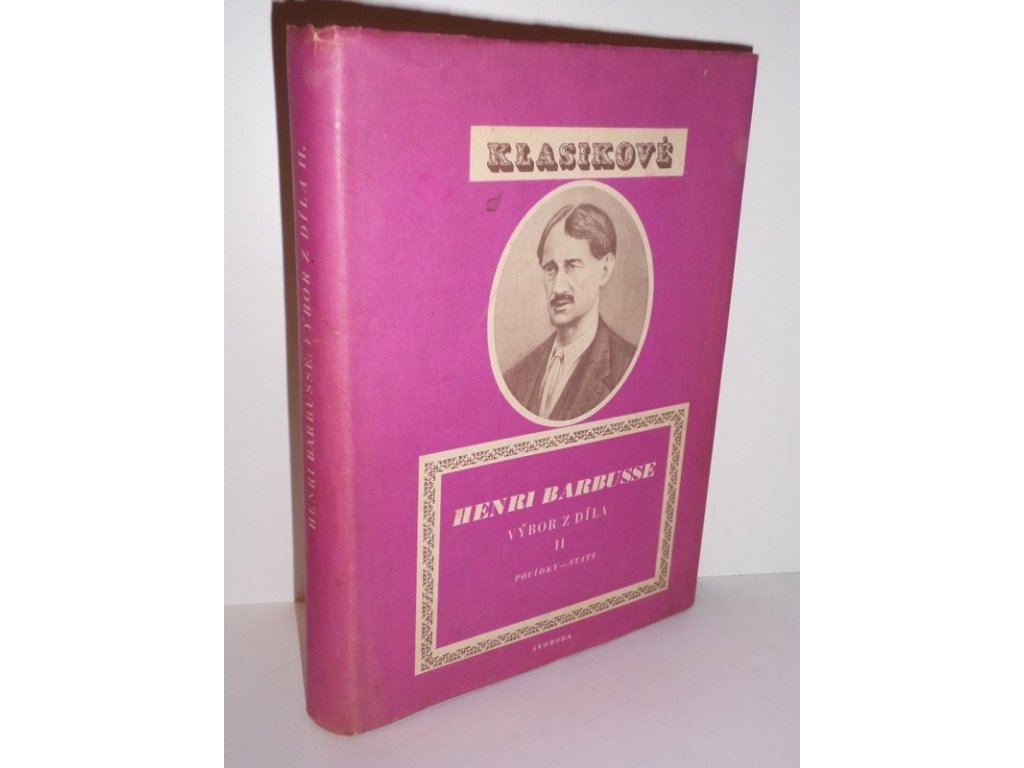 HENRI BARBUSSE: VÝBOR Z DÍLA II.
KLASIKOVÉ
HENRI BARBUSSE
VÝBOR Z DÍLA
II
POVÍDKY—STATI
SVOBODA